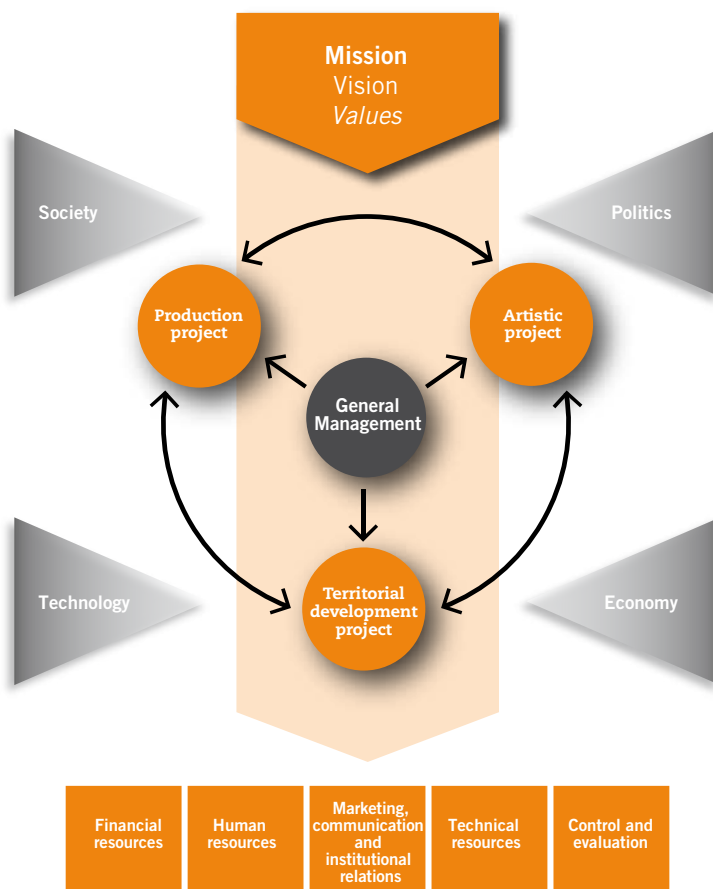 Mission
Vision
Values
Society
Politics
Production
project
Artistic
project
General
Management
Technology
Territorial
development
project
Economy
Financial
resources
Human
resources
Marketing,
communication
and
institutional
relations
Technical
resources
Control and
evaluation